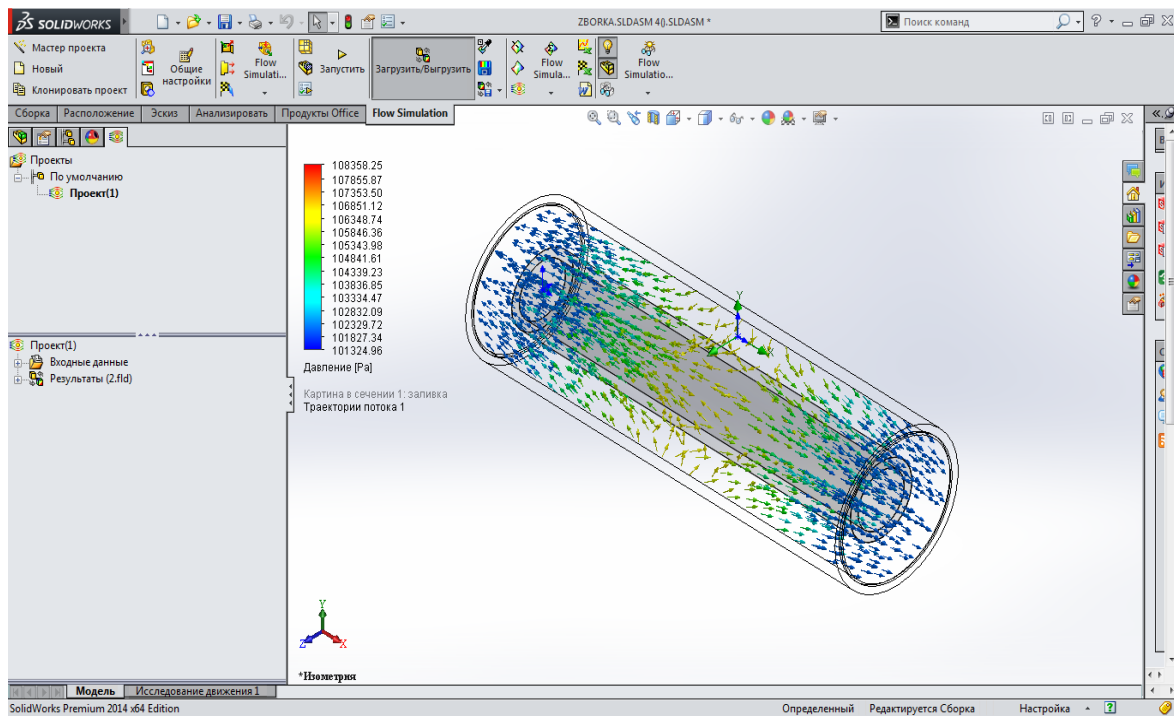 SOLIDWORKS
ZBORKA.SLDASM 40.SLDASM *
Поиск команд
Мастер проекта
Новый
Клонировать проект
Общие настройки
Flow Simulati...
Запустить
Загрузить/Выгрузить
Flow Simula...
Flow Simulatio...
Сборка
Расположение
Эскиз
Анализировать
Продукты Office
Flow Simulation
Проекты
По умолчанию
Проект(1)
108358.25
107855.87
107353.50
106851.12
106348.74
105846.36
105343.98
104841.61
104339.23
103836.85
103334.47
102832.09
102329.72
101827.34
101324.96
Давление [Pa]
Картина в сечении 1: заливка
Траектории потока 1
Проект(1)
Входные данные
Результаты (2.fld)
Y
X
Y
Z
X
*Изометрия
Модель
Исследование движения 1
SolidWorks Premium 2014 x64 Edition
Определенный
Редактируется Сборка
Настройка